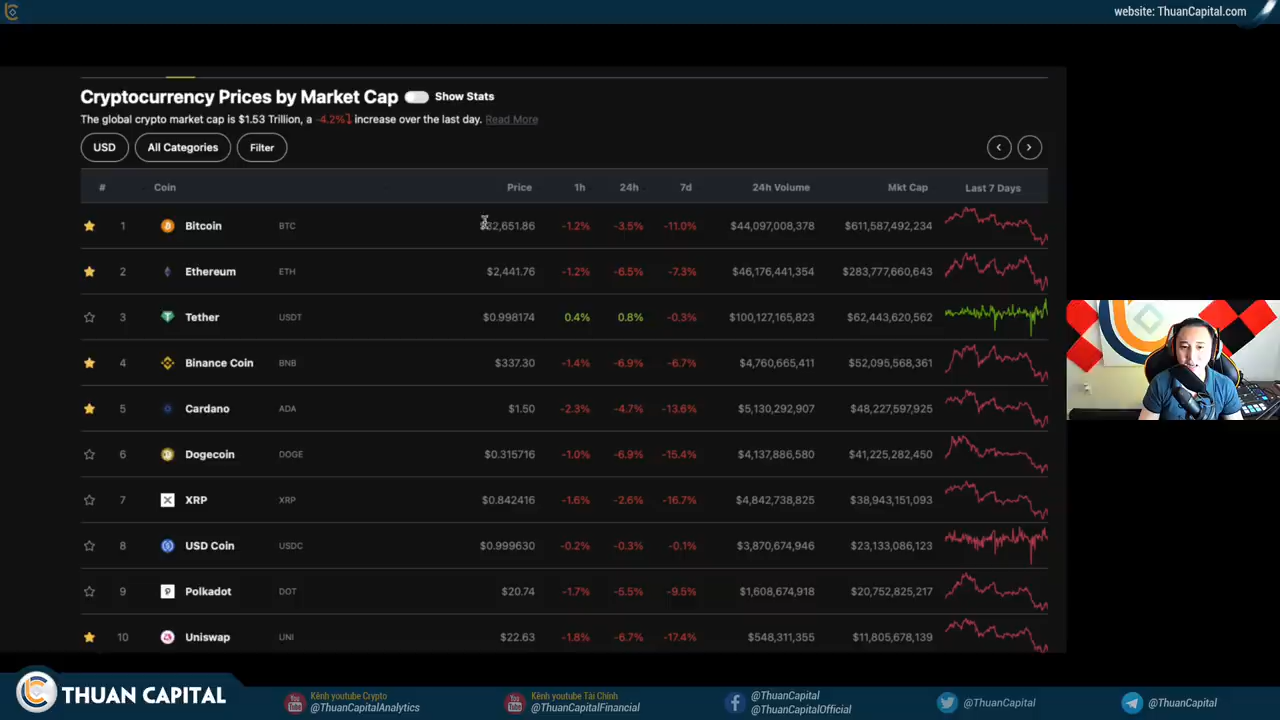 website: ThuanCapital.com
Cryptocurrency Prices by Market Cap Show Stats
The global crypto market cap is $1.53 Trillion, a -4.2% increase over the last day. Read More
USD All Categories Filter
# Coin Price 1h 24h 7d 24h Volume Mkt Cap Last 7 Days
1 Bitcoin BTC $32,651.86 -1.2% -3.5% -11.0% $44,097,008,378 $611,587,492,234
2 Ethereum ETH $2,441.76 -1.2% -6.5% -7.3% $46,176,441,354 $283,777,660,643
3 Tether USDT $0.998174 0.4% 0.8% -0.3% $100,127,165,823 $62,443,620,562
4 Binance Coin BNB $337.30 -1.4% -6.9% -6.7% $4,760,665,411 $52,095,568,361
5 Cardano ADA $1.50 -2.3% -4.7% -13.6% $5,130,292,907 $48,227,597,925
6 Dogecoin DOGE $0.315716 -1.0% -6.9% -15.4% $4,137,886,580 $41,225,282,450
7 XRP XRP $0.842416 -1.6% -2.6% -16.7% $4,842,738,825 $38,943,151,093
8 USD Coin USDC $0.999630 -0.2% -0.3% -0.1% $3,870,674,946 $23,133,086,123
9 Polkadot DOT $20.74 -1.7% -5.5% -9.5% $1,608,674,918 $20,752,825,217
10 Uniswap UNI $22.63 -1.8% -6.7% -17.4% $548,311,355 $11,805,678,139
THUAN CAPITAL
Kênh youtube Crypto
@ThuanCapitalAnalytics
Kênh youtube Tài Chính
@ThuanCapitalFinancial
@ThuanCapital
@ThuanCapitalOfficial
@ThuanCapital
@ThuanCapital